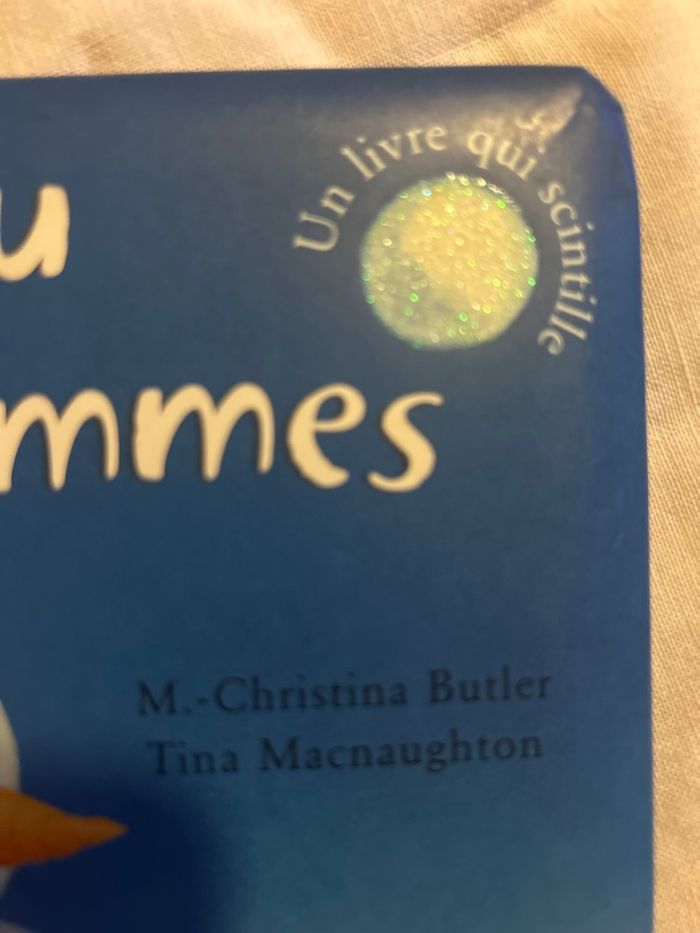 Un livre qui scintille
u
mmes
M.-Christina Butler
Tina Macnaughton